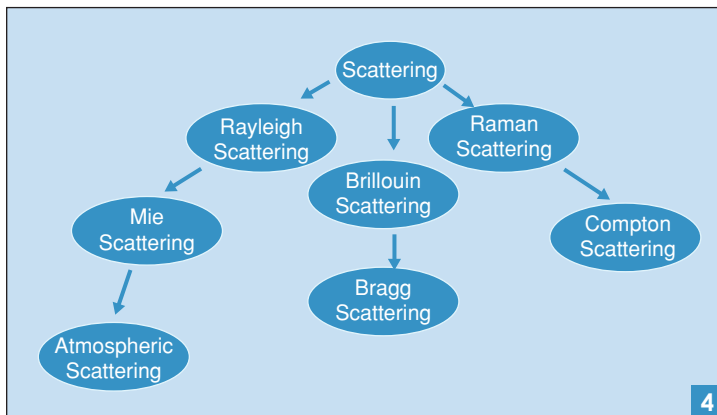 Scattering
Rayleigh
Scattering
Raman
Scattering
Brillouin
Scattering
Mie
Scattering
Compton
Scattering
Bragg
Scattering
Atmospheric
Scattering
4